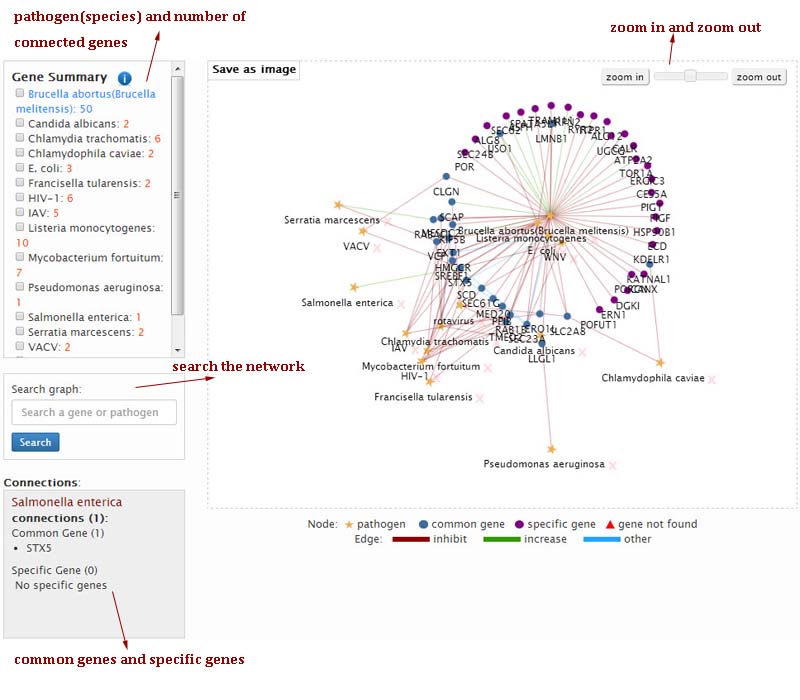 pathogen(species) and number of
connected genes
zoom in and zoom out
Gene Summary
Brucella abortus(Brucella
melitensis): 50
Candida albicans: 2
Chlamydia trachomatis: 6
Chlamydophila caviae: 2
E. coli: 3
Francisella tularensis: 2
HIV-1: 6
IAV: 5
Listeria monocytogenes:
10
Mycobacterium fortuitum:
7
Pseudomonas aeruginosa:
1
Salmonella enterica: 1
Serratia marcescens: 2
VACV: 2
search the network
Search graph:
Search a gene or pathogen
Search
Connections:
Salmonella enterica
connections (1):
Common Gene (1)
• STX5
Specific Gene (0)
No specific genes
common genes and specific genes
Save as image
zoom in
zoom out
LMNB1
ALG8
USO1
SEC24B
POR
CLGN
UGGG
CALR
ATP2A2
TOR1A
ERGIC3
CES5A
PIGT
PIGF
HSP90B1
KDELR1
KATNAL1
DGKI
ERN1
POFUT1
Serratia marcescens
SCAP
Brucella abortus(Brucella melitensis)
Listeria monocytogenes
VACV
KIF5B
E. coli
WNV
HMGCR
SREBF1
STX5
Salmonella enterica
SCD
SEC61G
MED20
rotavirus
PPIB
RAB1B
ERO1L
SLC2A8
Chlamydia trachomatis
SEC23A
IAV
Candida albicans
LLGL1
Mycobacterium fortuitum
HIV-1
Chlamydophila caviae
Francisella tularensis
Pseudomonas aeruginosa
Node: pathogen common gene specific gene gene not found
Edge: inhibit increase other